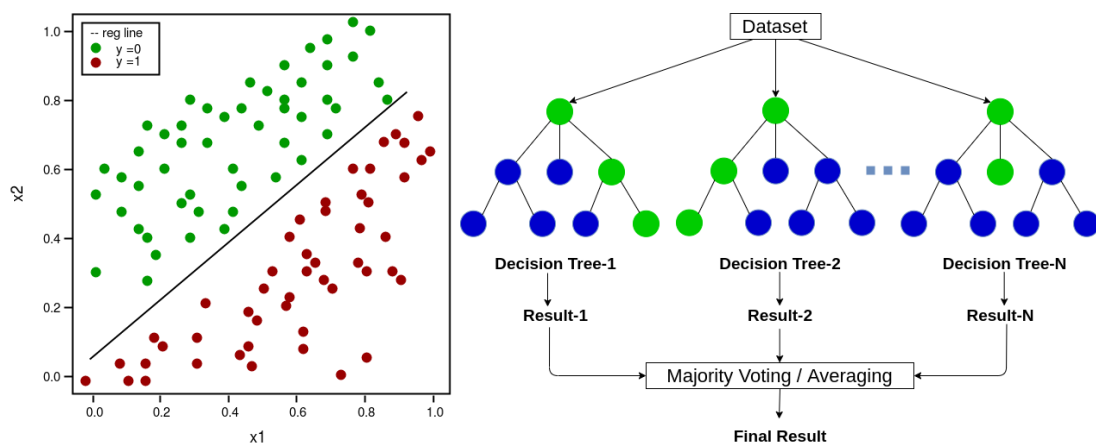 -- reg line
y =0
y =1
x2
1.0
0.8
0.6
0.4
0.2
0.0
0.0 0.2 0.4 0.6 0.8 1.0
x1
Dataset
Decision Tree-1 Decision Tree-2 Decision Tree-N
Result-1 Result-2 Result-N
Majority Voting / Averaging
Final Result